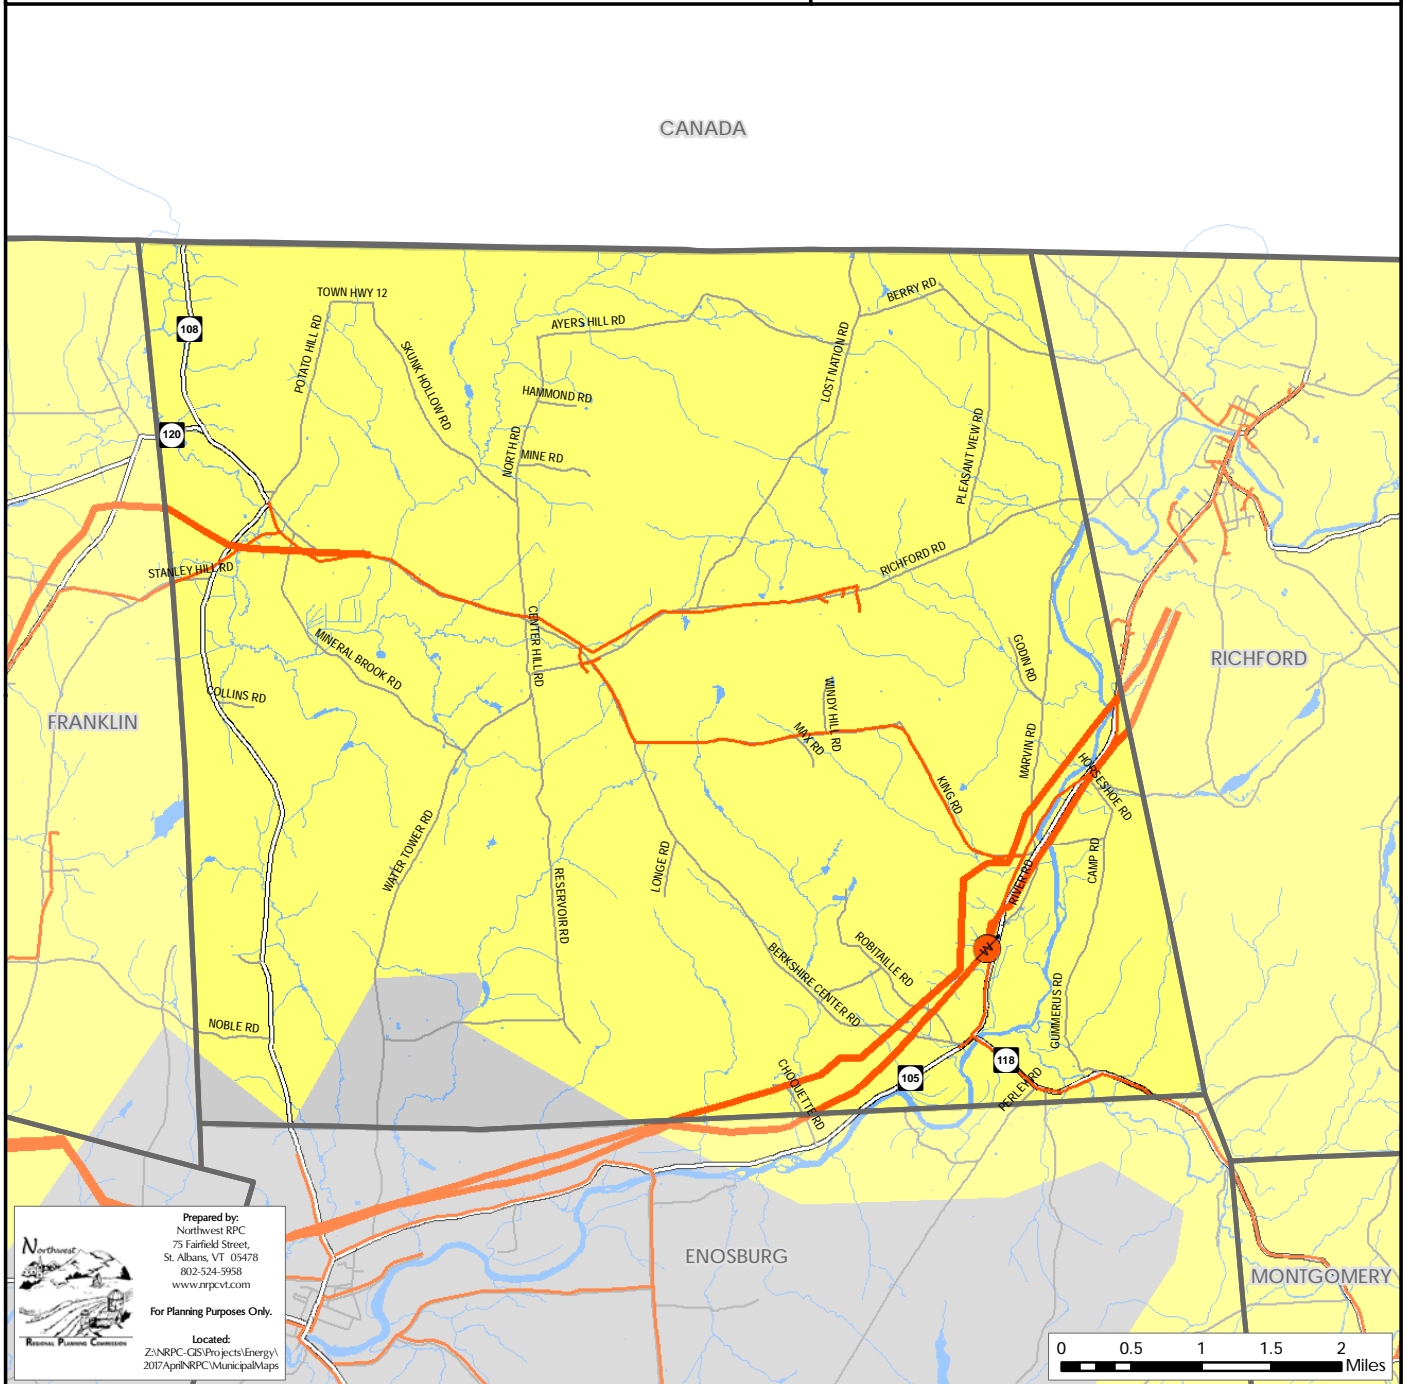 CANADA
TOWN HWY 12
BERRY RD
108
AYERS HILL RD
POTATO HILL RD
SKUNK HOLLOW RD
LOST NATION RD
HAMMOND RD
120
NORTH RD
MINE RD
PLEASANT VIEW RD
RICHFORD RD
STANLEY HILL RD
CENTER HILL RD
MINERAL BROOK RD
GODIN RD
RICHFORD
COLLINS RD
WINDY HILL RD
FRANKLIN
MAX RD
MARVIN RD
HORSESHOE RD
KING RD
WATER TOWER RD
LONGE RD
CAMP RD
RIVER RD
RESERVOIR RD
W
ROBITAILLE RD
BERKSHIRE CENTER RD
GUMMERUS RD
NOBLE RD
118
105
CHOQUETTE RD
PERLEY RD
ENOSBURG
MONTGOMERY
Northwest
REGIONAL PLANNING COMMISSION
Prepared by:
Northwest RPC
75 Fairfield Street,
St. Albans, VT 05478
802-524-5958
www.nrpcvt.com
For Planning Purposes Only.
Located:
Z:\NRPC-GIS\Projects\Energy\
2017AprilNRPC\MunicipalMaps
0 0.5 1 1.5 2
Miles